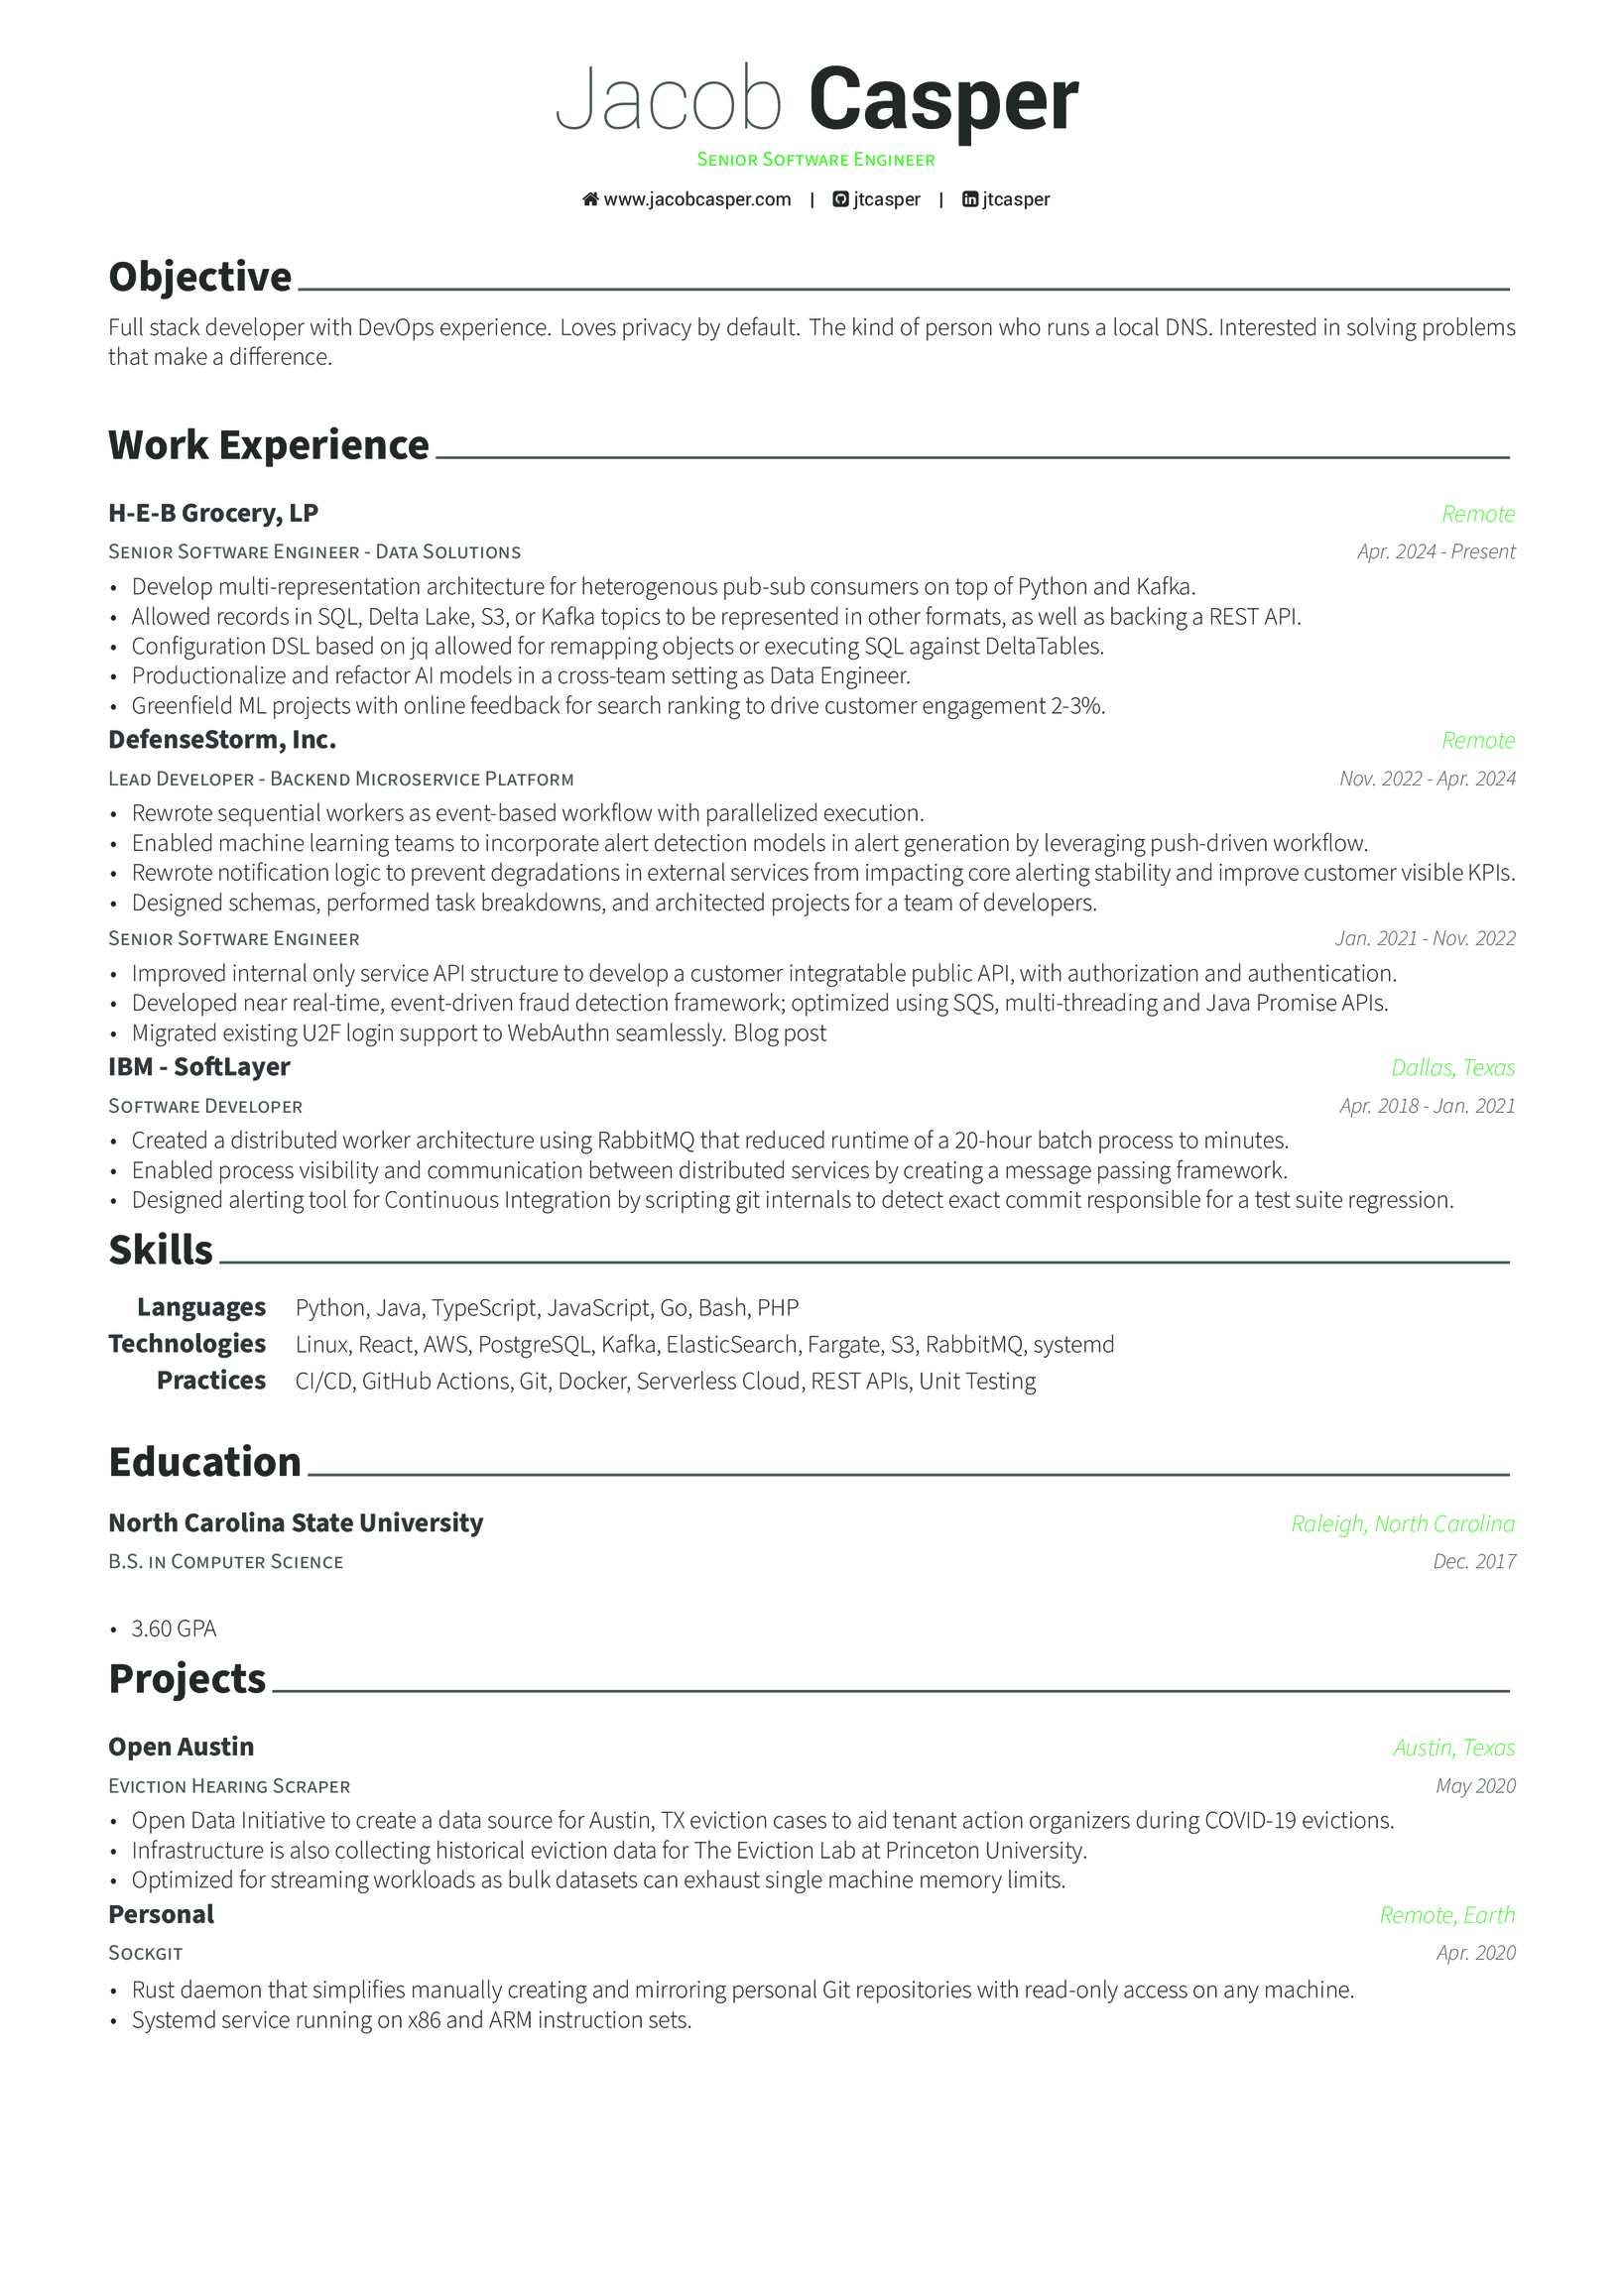 Jacob Casper
Senior Software Engineer
www.jacobcasper.com | jtcasper | jtcasper
Objective
Full stack developer with DevOps experience. Loves privacy by default. The kind of person who runs a local DNS. Interested in solving problems
that make a difference.
Work Experience
H-E-B Grocery, LP Remote
Senior Software Engineer - Data Solutions Apr. 2024 - Present
• Develop multi-representation architecture for heterogenous pub-sub consumers on top of Python and Kafka.
• Allowed records in SQL, Delta Lake, S3, or Kafka topics to be represented in other formats, as well as backing a REST API.
• Configuration DSL based on jq allowed for remapping objects or executing SQL against DeltaTables.
• Productionalize and refactor AI models in a cross-team setting as Data Engineer.
• Greenfield ML projects with online feedback for search ranking to drive customer engagement 2-3%.
DefenseStorm, Inc. Remote
Lead Developer - Backend Microservice Platform Nov. 2022 - Apr. 2024
• Rewrote sequential workers as event-based workflow with parallelized execution.
• Enabled machine learning teams to incorporate alert detection models in alert generation by leveraging push-driven workflow.
• Rewrote notification logic to prevent degradations in external services from impacting core alerting stability and improve customer visible KPIs.
• Designed schemas, performed task breakdowns, and architected projects for a team of developers.
Senior Software Engineer Jan. 2021 - Nov. 2022
• Improved internal only service API structure to develop a customer integratable public API, with authorization and authentication.
• Developed near real-time, event-driven fraud detection framework; optimized using SQS, multi-threading and Java Promise APIs.
• Migrated existing U2F login support to WebAuthn seamlessly. Blog post
IBM - SoftLayer Dallas, Texas
Software Developer Apr. 2018 - Jan. 2021
• Created a distributed worker architecture using RabbitMQ that reduced runtime of a 20-hour batch process to minutes.
• Enabled process visibility and communication between distributed services by creating a message passing framework.
• Designed alerting tool for Continuous Integration by scripting git internals to detect exact commit responsible for a test suite regression.
Skills
Languages Python, Java, TypeScript, JavaScript, Go, Bash, PHP
Technologies Linux, React, AWS, PostgreSQL, Kafka, ElasticSearch, Fargate, S3, RabbitMQ, systemd
Practices CI/CD, GitHub Actions, Git, Docker, Serverless Cloud, REST APIs, Unit Testing
Education
North Carolina State University Raleigh, North Carolina
B.S. in Computer Science Dec. 2017
• 3.60 GPA
Projects
Open Austin Austin, Texas
Eviction Hearing Scraper May 2020
• Open Data Initiative to create a data source for Austin, TX eviction cases to aid tenant action organizers during COVID-19 evictions.
• Infrastructure is also collecting historical eviction data for The Eviction Lab at Princeton University.
• Optimized for streaming workloads as bulk datasets can exhaust single machine memory limits.
Personal Remote, Earth
Sockgit Apr. 2020
• Rust daemon that simplifies manually creating and mirroring personal Git repositories with read-only access on any machine.
• Systemd service running on x86 and ARM instruction sets.